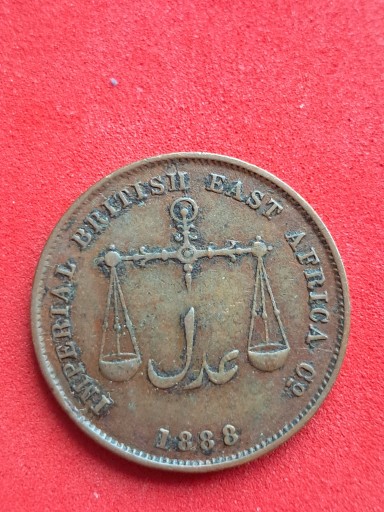 IMPERIAL BRITISH EAST AFRICA Co.
عدل
1888